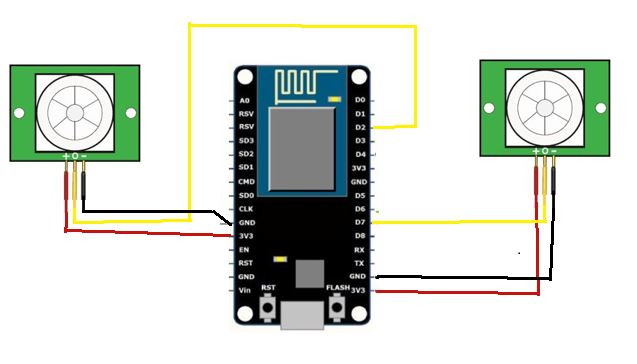 + O -
+ O -
A0
RSV
RSV
SD3
SD2
SD1
CMD
SD0
CLK
GND
3V3
EN
RST
GND
Vin
D0
D1
D2
D3
D4
3V3
GND
D5
D6
D7
D8
RX
TX
GND
3V3
RST
FLASH